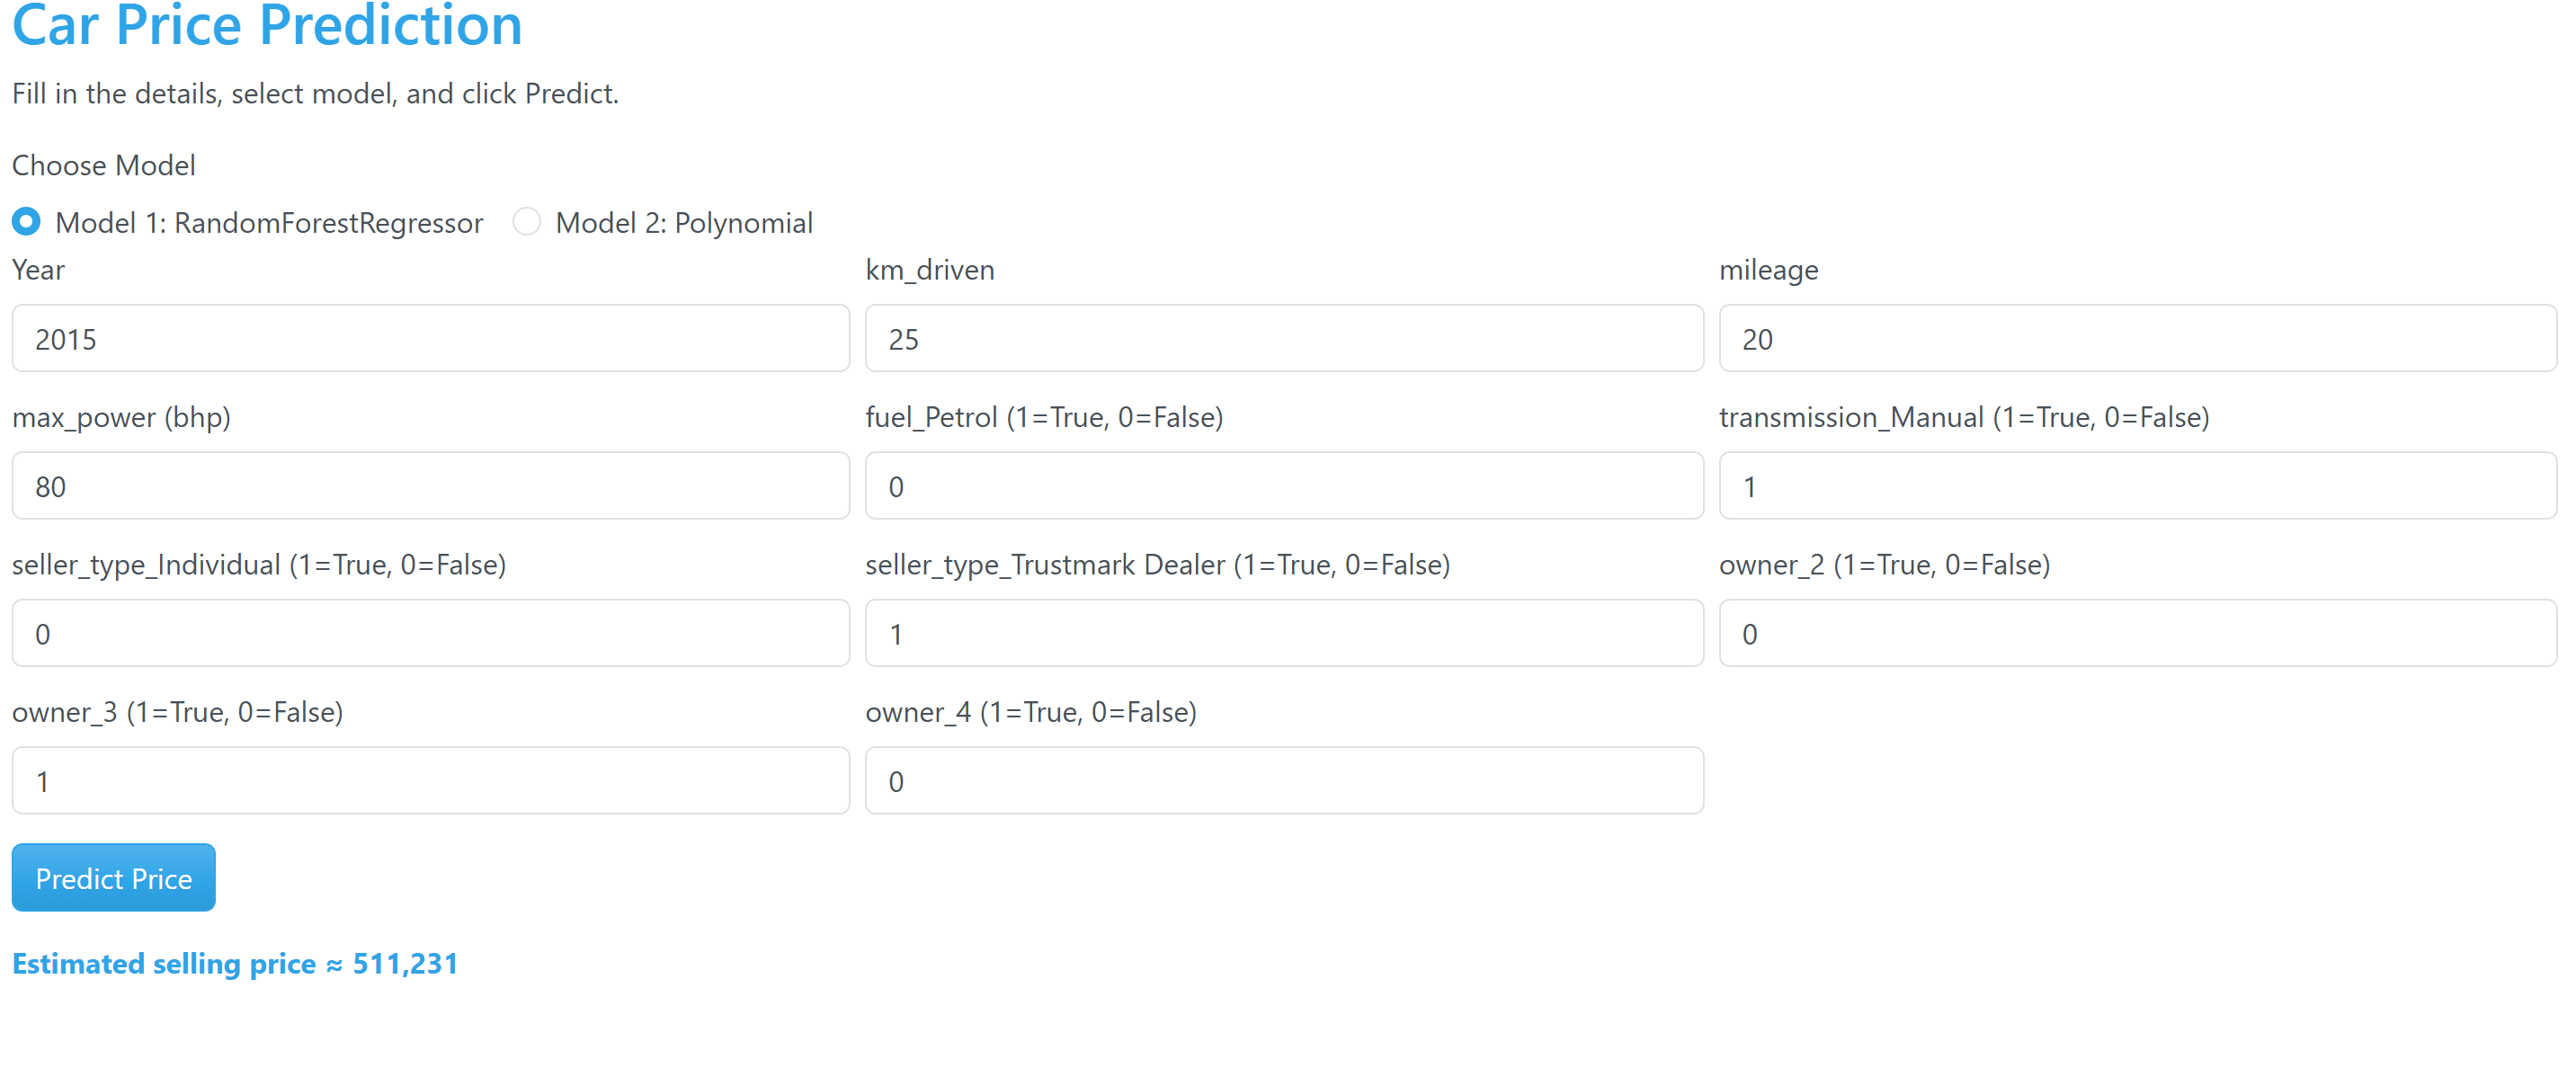 Car Price Prediction
Fill in the details, select model, and click Predict.
Choose Model
Model 1: RandomForestRegressor Model 2: Polynomial
Year km_driven mileage
2015 25 20
max_power (bhp) fuel_Petrol (1=True, 0=False) transmission_Manual (1=True, 0=False)
80 0 1
seller_type_Individual (1=True, 0=False) seller_type_Trustmark Dealer (1=True, 0=False) owner_2 (1=True, 0=False)
0 1 0
owner_3 (1=True, 0=False) owner_4 (1=True, 0=False)
1 0
Predict Price
Estimated selling price ≈ 511,231